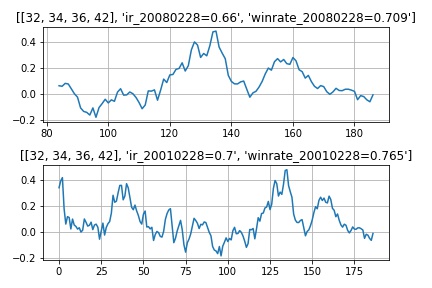 [[32, 34, 36, 42], 'ir_20080228=0.66', 'winrate_20080228=0.709']
0.4
0.2
0.0
−0.2
80 100 120 140 160 180
[[32, 34, 36, 42], 'ir_20010228=0.7', 'winrate_20010228=0.765']
0.4
0.2
0.0
−0.2
0 25 50 75 100 125 150 175